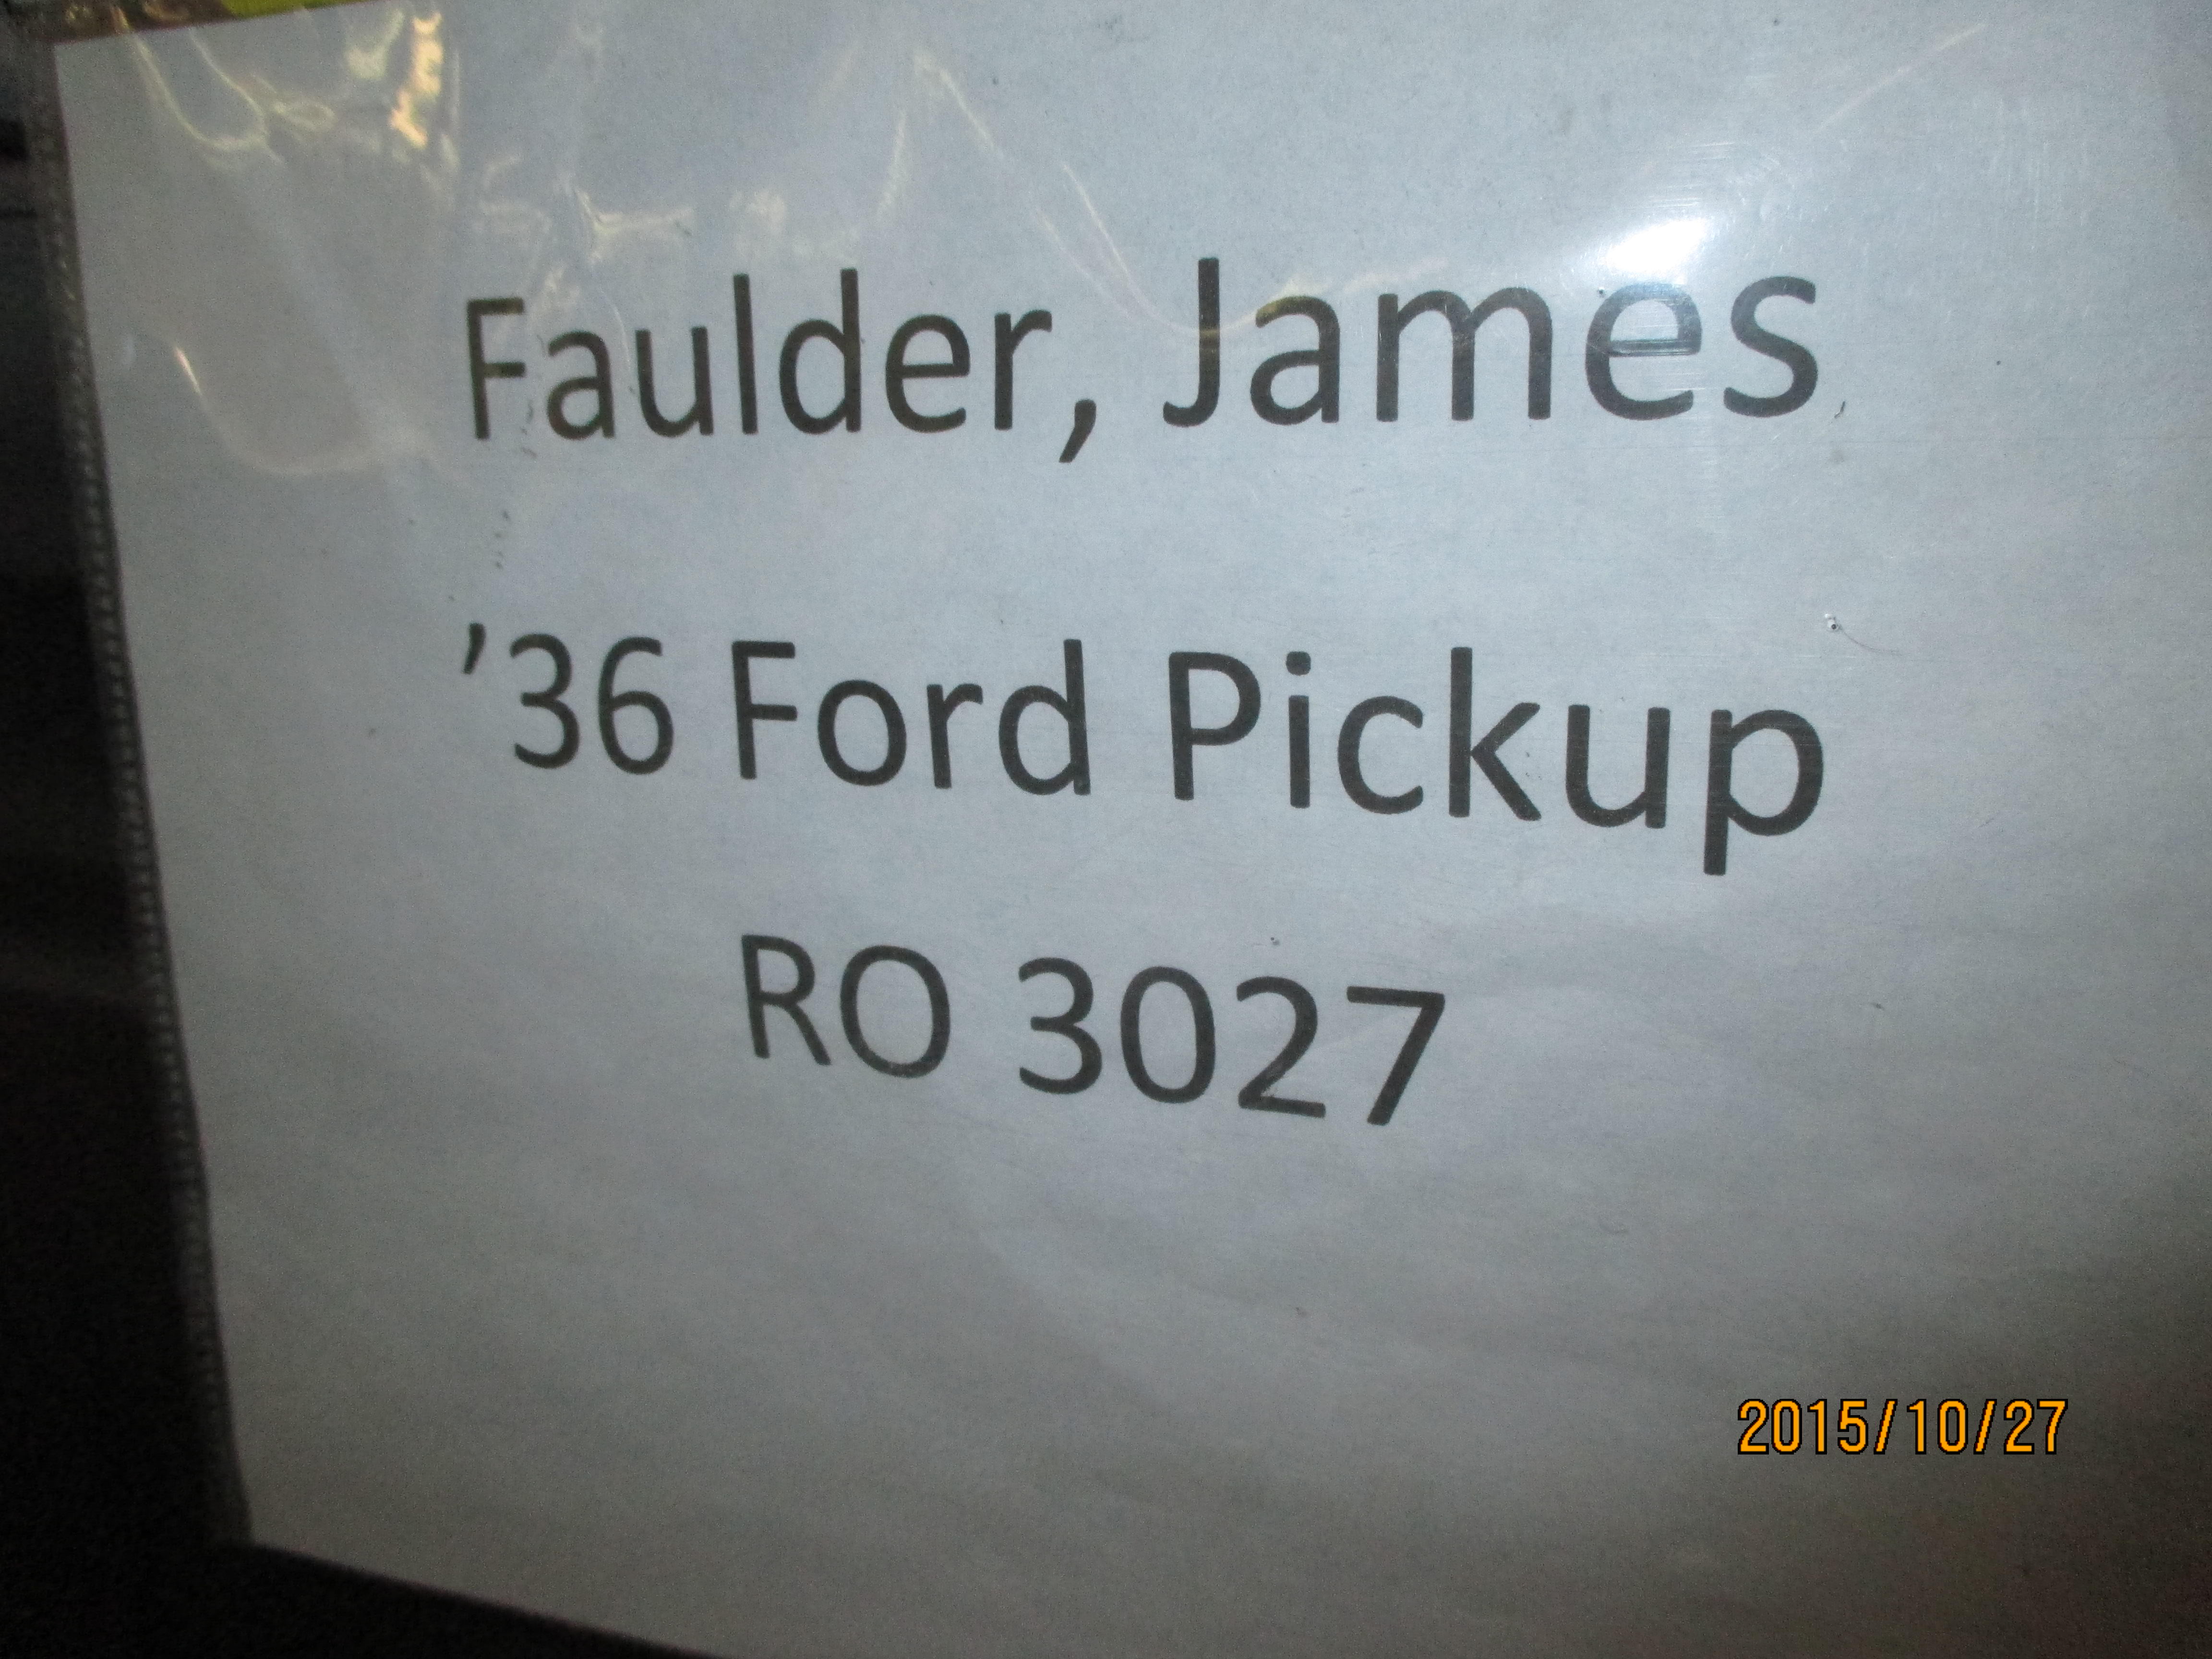 Faulder, James
’36 Ford Pickup
RO 3027
2015/10/27